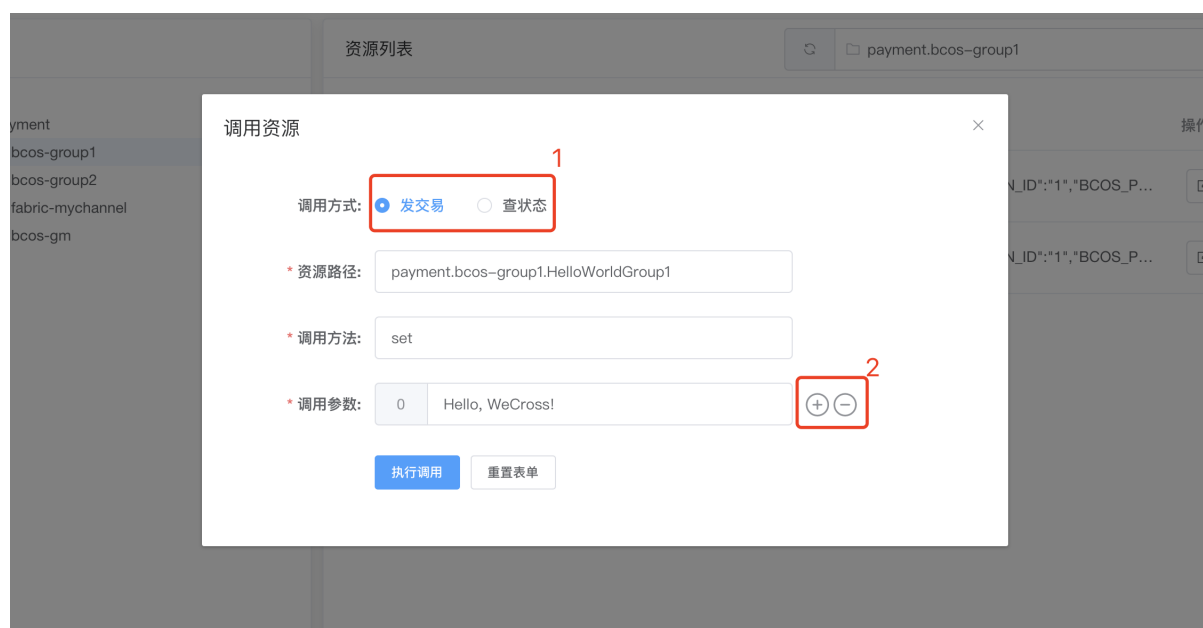 资源列表
payment.bcos-group1
yment
操作
bcos-group1
bcos-group2
fabric-mychannel
bcos-gm
N_ID":"1","BCOS_P...
N_ID":"1","BCOS_P...
调用资源
1
调用方式: 发交易 查状态
* 资源路径: payment.bcos-group1.HelloWorldGroup1
* 调用方法: set
2
* 调用参数: 0 Hello, WeCross!
执行调用 重置表单